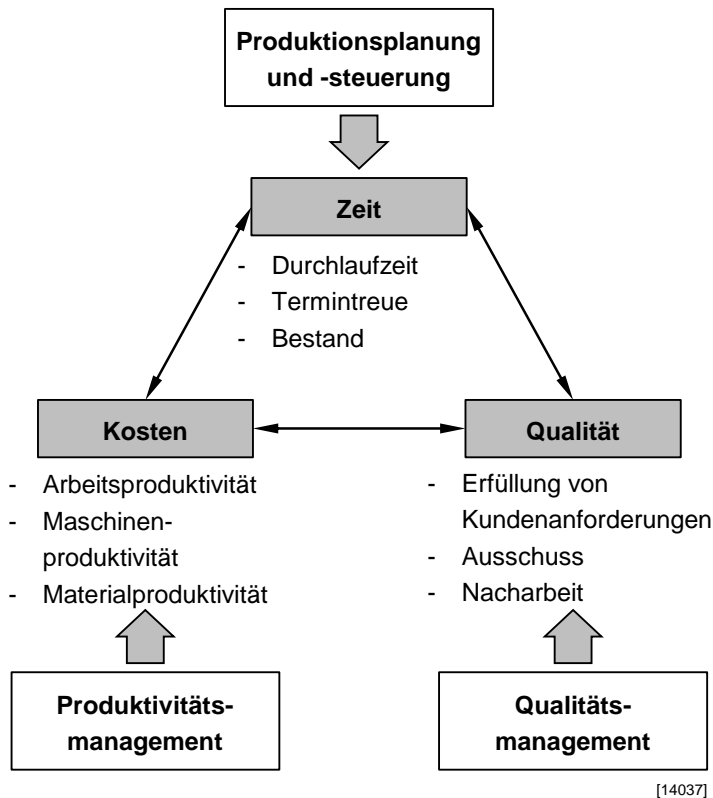 Produktionsplanung
und -steuerung
Zeit
- Durchlaufzeit
- Termintreue
- Bestand
Kosten
- Arbeitsproduktivität
- Maschinen-
produktivität
- Materialproduktivität
Qualität
- Erfüllung von
Kundenanforderungen
- Ausschuss
- Nacharbeit
Produktivitäts-
management
Qualitäts-
management
[14037]